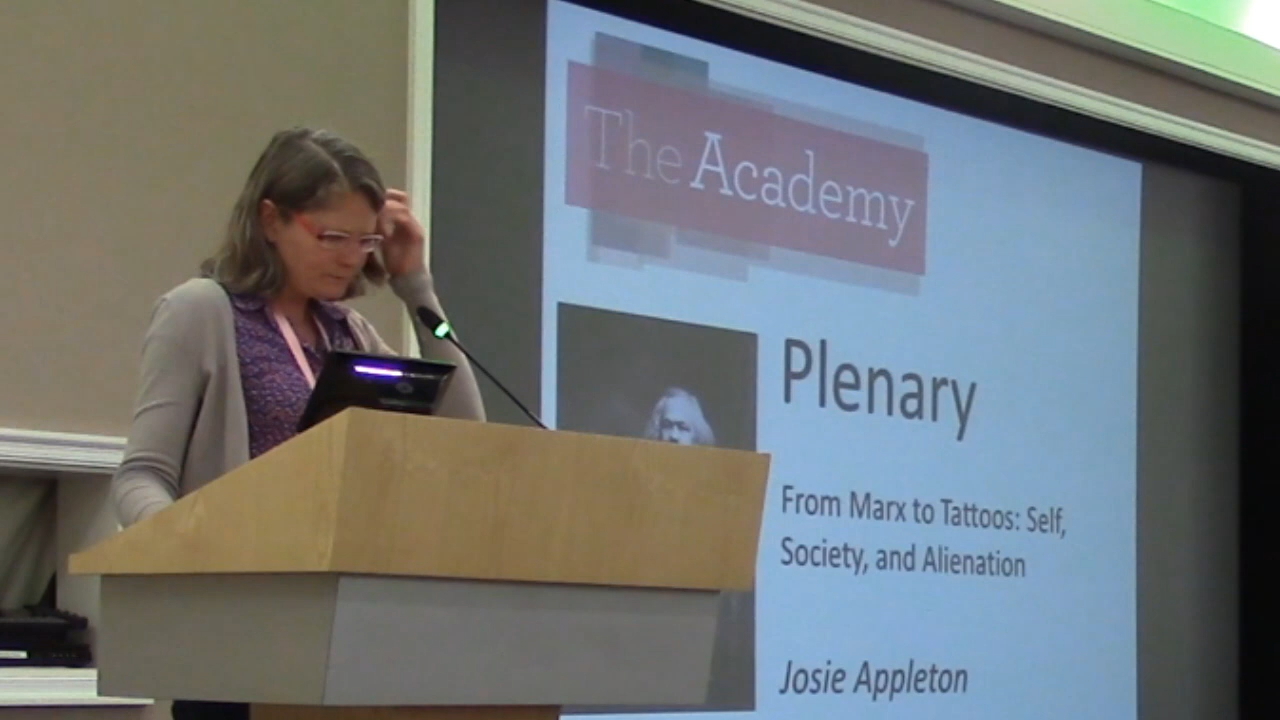 The Academy
Plenary
From Marx to Tattoos: Self,
Society, and Alienation
Josie Appleton